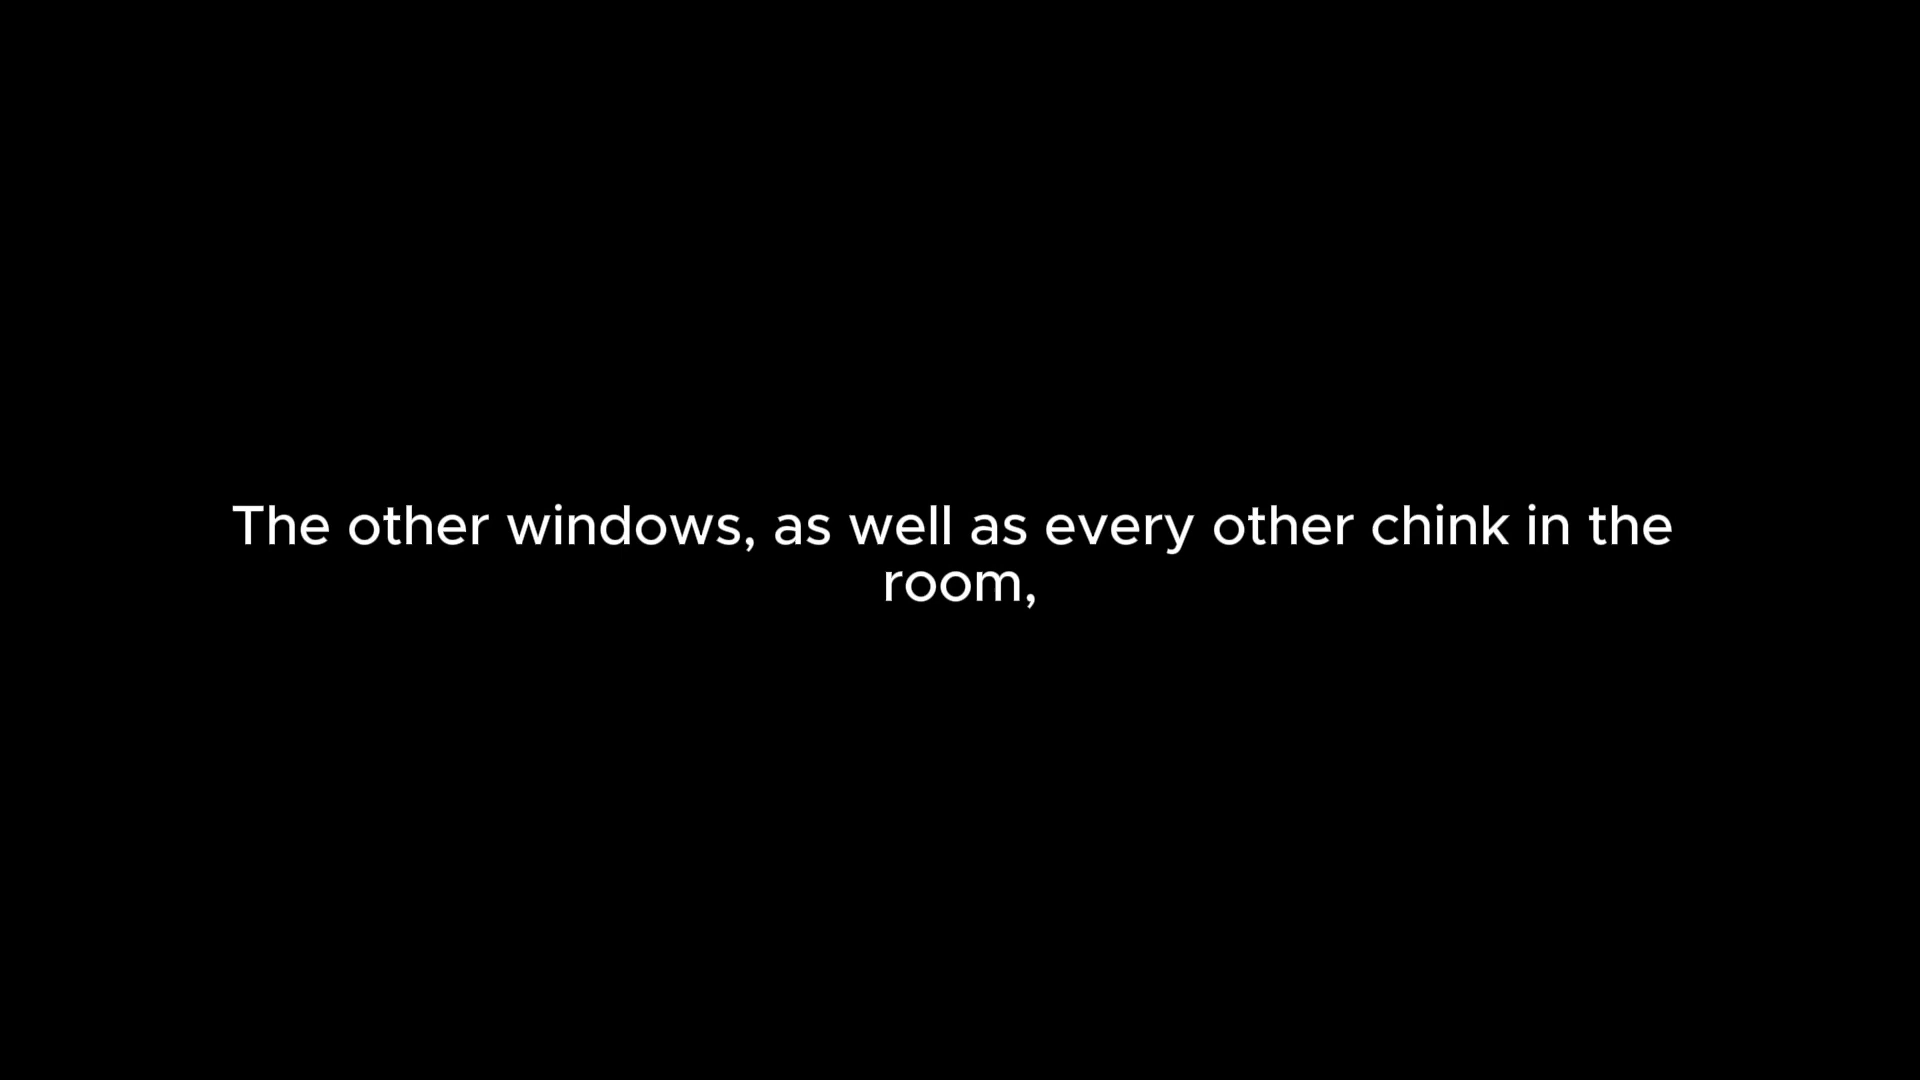 The other windows, as well as every other chink in the
room,